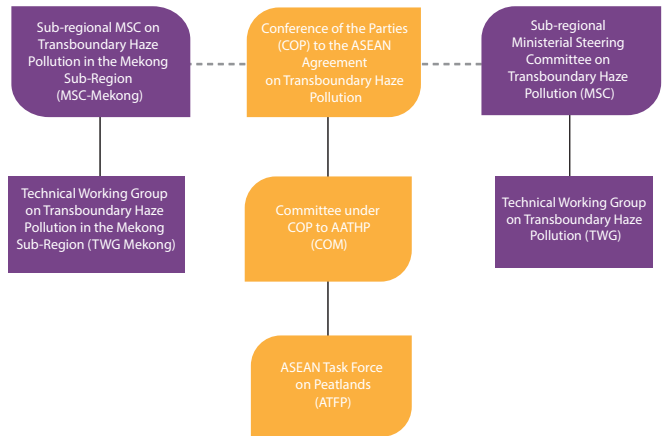 Sub-regional MSC on
Transboundary Haze
Pollution in the Mekong
Sub-Region
(MSC-Mekong)
Conference of the Parties
(COP) to the ASEAN
Agreement
on Transboundary Haze
Pollution
Sub-regional
Ministerial Steering
Committee on
Transboundary Haze
Pollution (MSC)
Technical Working Group
on Transboundary Haze
Pollution in the Mekong
Sub-Region (TWG Mekong)
Committee under
COP to AATHP
(COM)
Technical Working Group
on Transboundary Haze
Pollution (TWG)
ASEAN Task Force
on Peatlands
(ATFP)